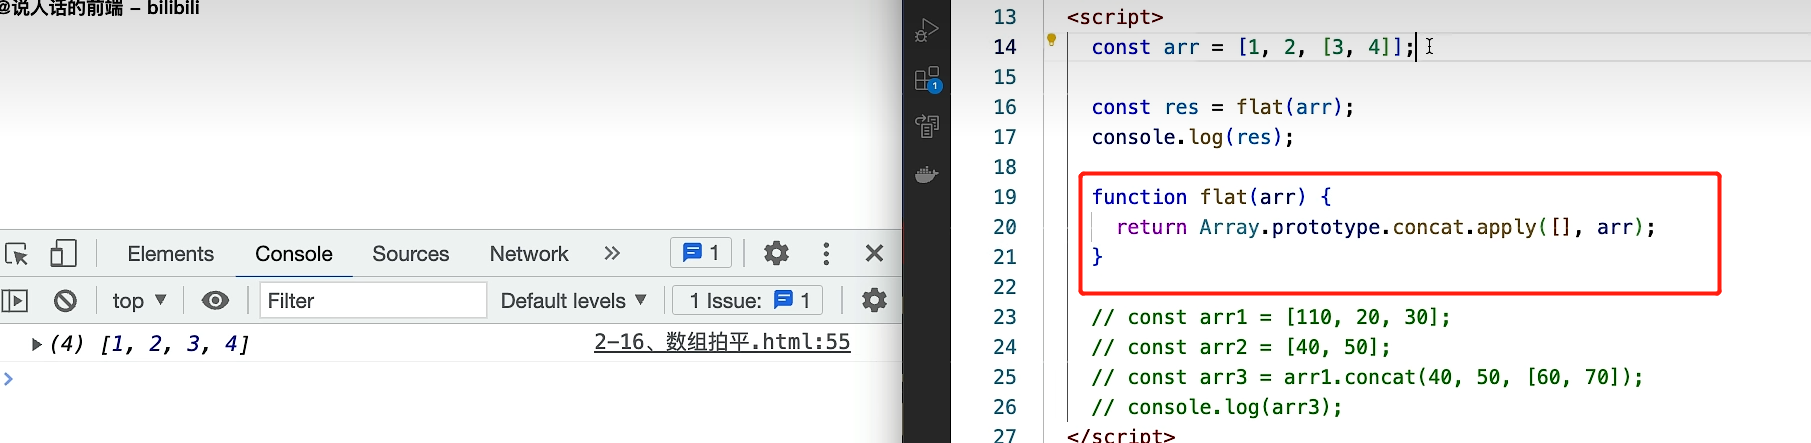 @说人话的前端 – bilibili
Elements Console Sources Network » 1
top ▼ Filter Default levels ▼ 1 Issue: 1
▶ (4) [1, 2, 3, 4] 2-16、数组拍平.html:55
>
1
13 <script>
14 const arr = [1, 2, [3, 4]];
15
16 const res = flat(arr);
17 console.log(res);
18
19 function flat(arr) {
20 return Array.prototype.concat.apply([], arr);
21 }
22
23 // const arr1 = [110, 20, 30];
24 // const arr2 = [40, 50];
25 // const arr3 = arr1.concat(40, 50, [60, 70]);
26 // console.log(arr3);
27 </script>